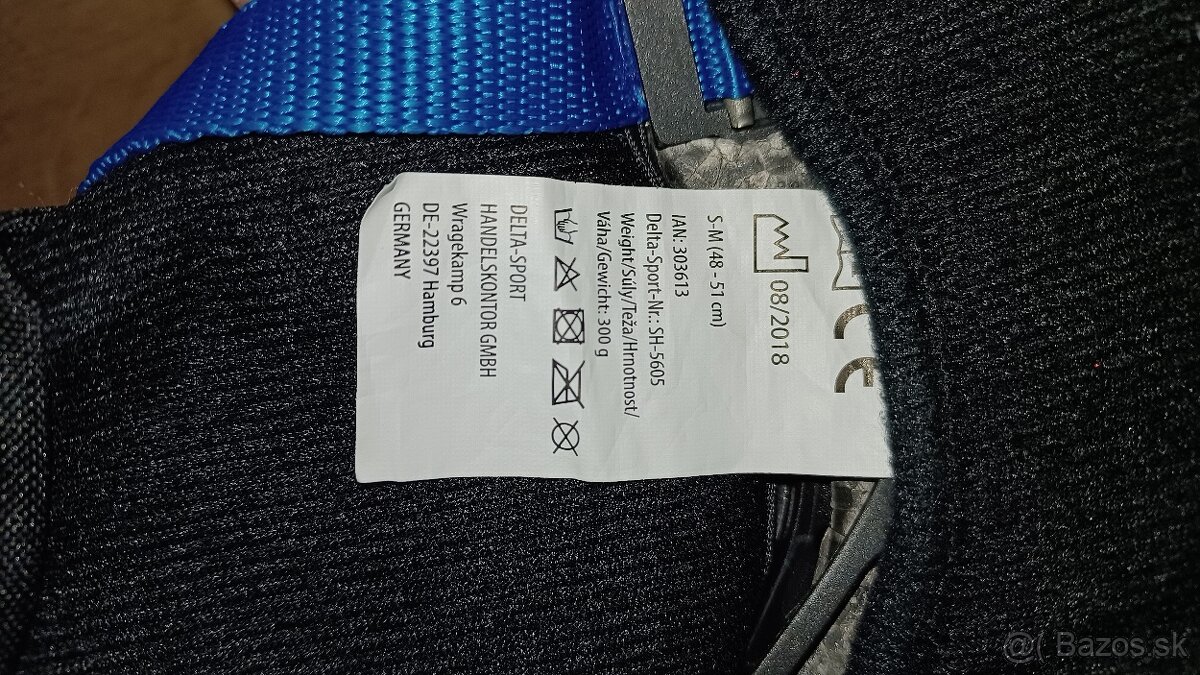 CE
08/2018
S-M (48 - 51 cm)
IAN: 303613
Delta-Sport-Nr.: SH-5605
Weight/Súly/Teža/Hmotnost/
Váha/Gewicht: 300 g
DELTA-SPORT
HANDELSKONTOR GMBH
Wragekamp 6
DE-22397 Hamburg
GERMANY
@( Bazos.sk